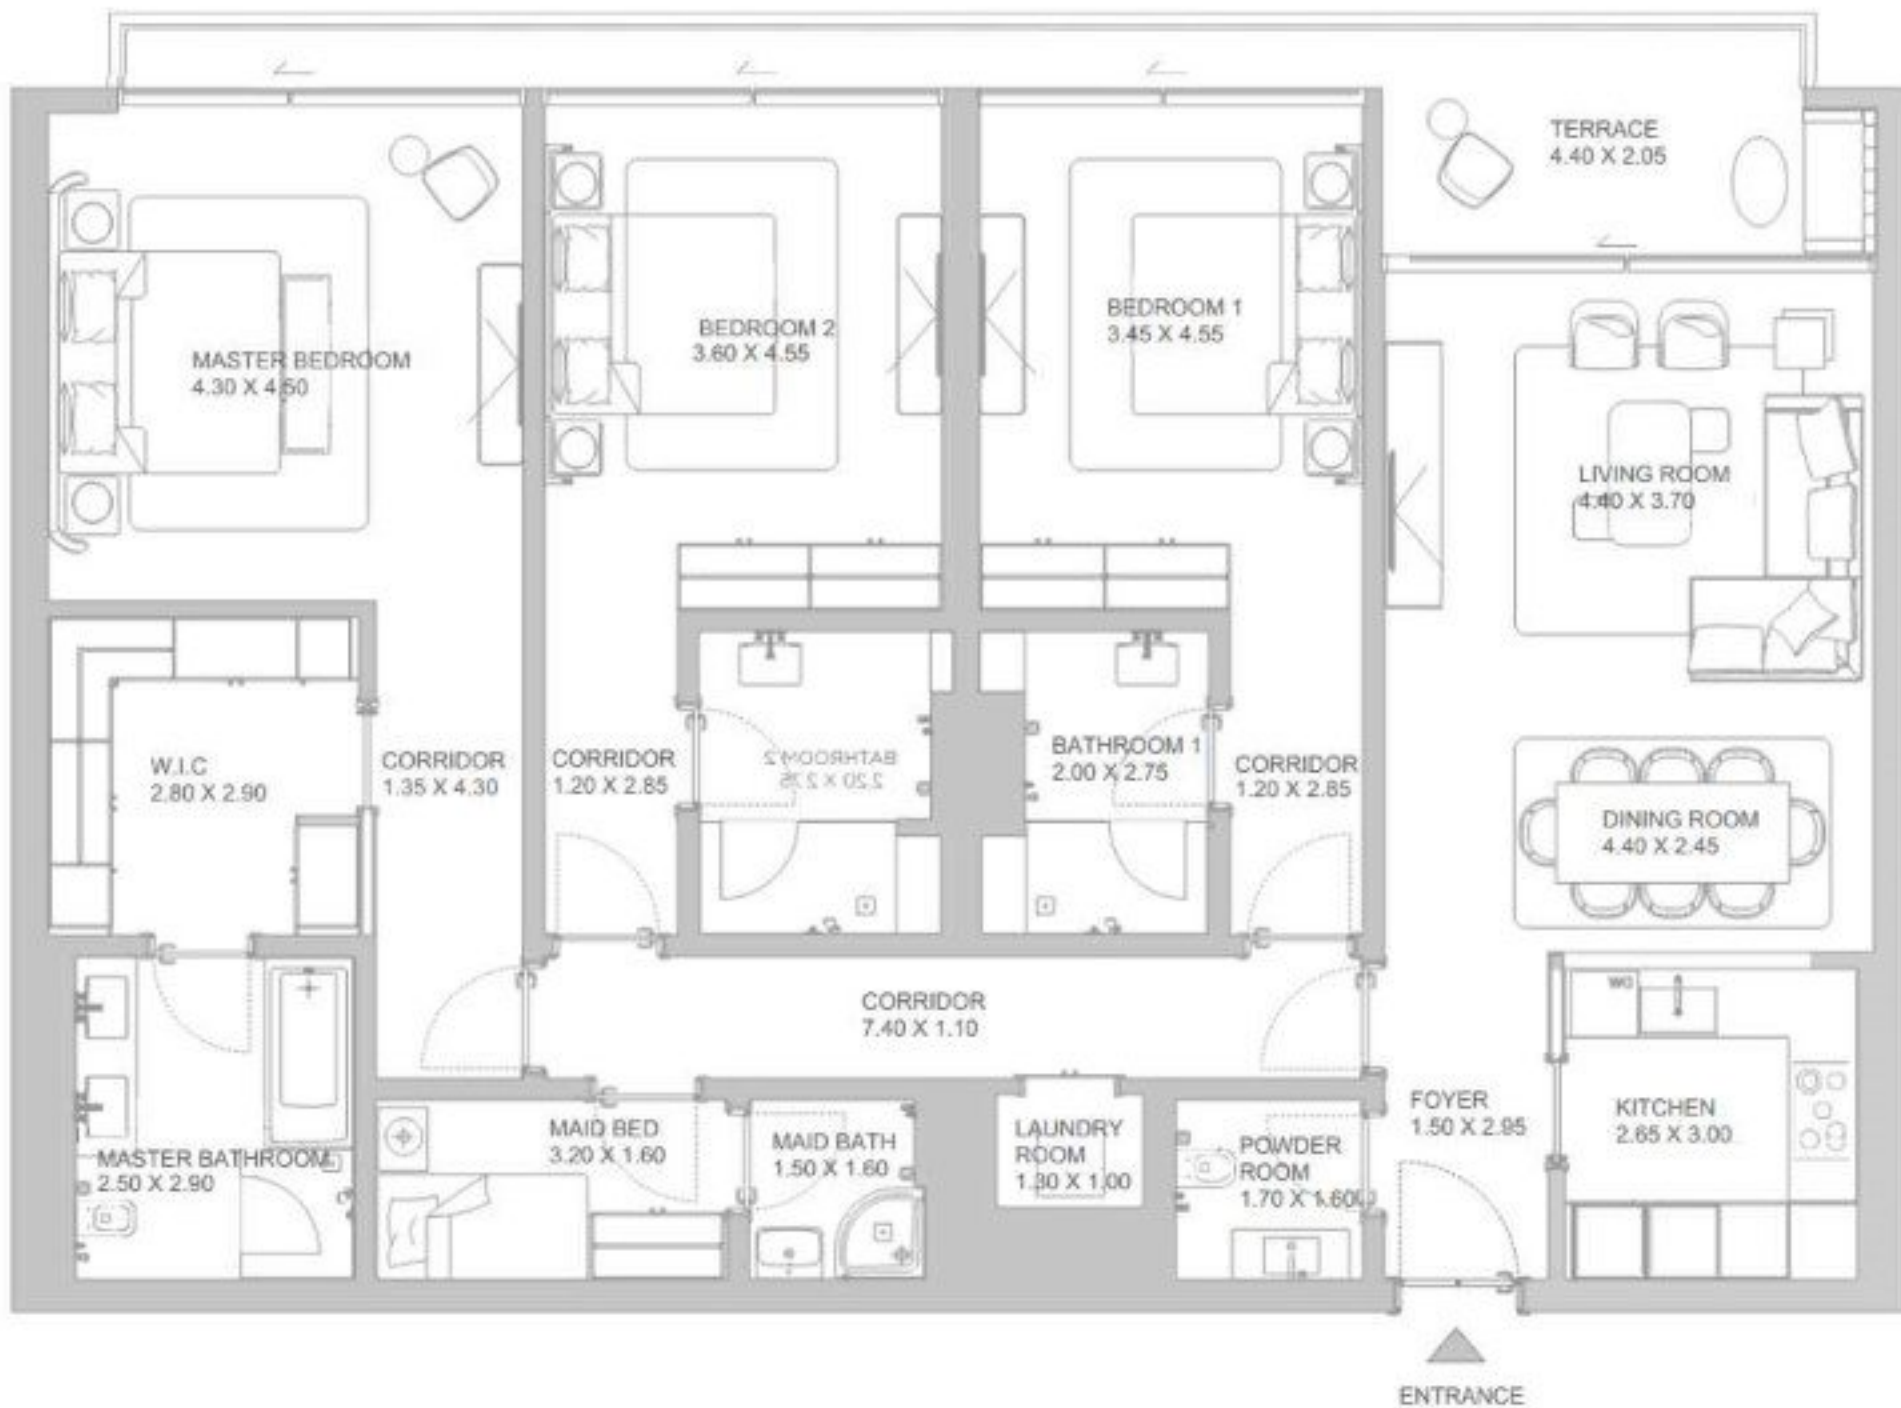 TERRACE
4.40 X 2.05
MASTER BEDROOM
4.30 X 4.50
BEDROOM 2
3.60 X 4.55
BEDROOM 1
3.45 X 4.55
LIVING ROOM
4.40 X 3.70
W.I.C
2.80 X 2.90
CORRIDOR
1.35 X 4.30
CORRIDOR
1.20 X 2.85
BATHROOM 2
2.20 X 2.75
BATHROOM 1
2.00 X 2.75
CORRIDOR
1.20 X 2.85
DINING ROOM
4.40 X 2.45
CORRIDOR
7.40 X 1.10
WO
MASTER BATHROOM
2.50 X 2.90
MAID BED
3.20 X 1.60
MAID BATH
1.50 X 1.60
LAUNDRY
ROOM
1.30 X 1.00
POWDER
ROOM
1.70 X 1.60
FOYER
1.50 X 2.95
KITCHEN
2.65 X 3.00
ENTRANCE